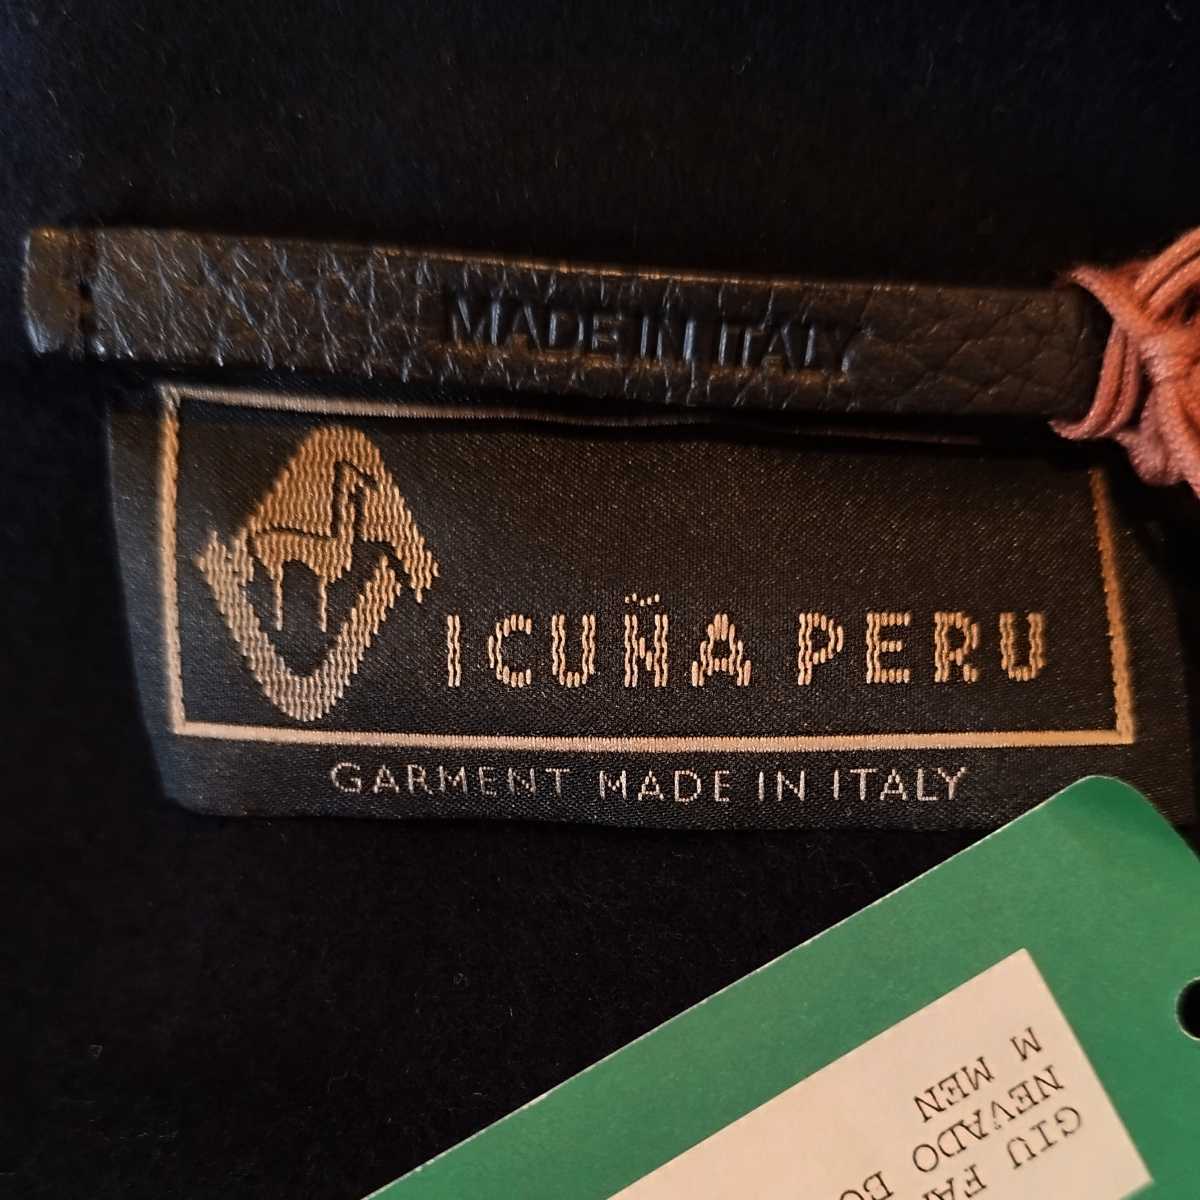 MADE IN ITALY
VICUÑA PERU
GARMENT MADE IN ITALY
GIU
NEVADO
M MEN